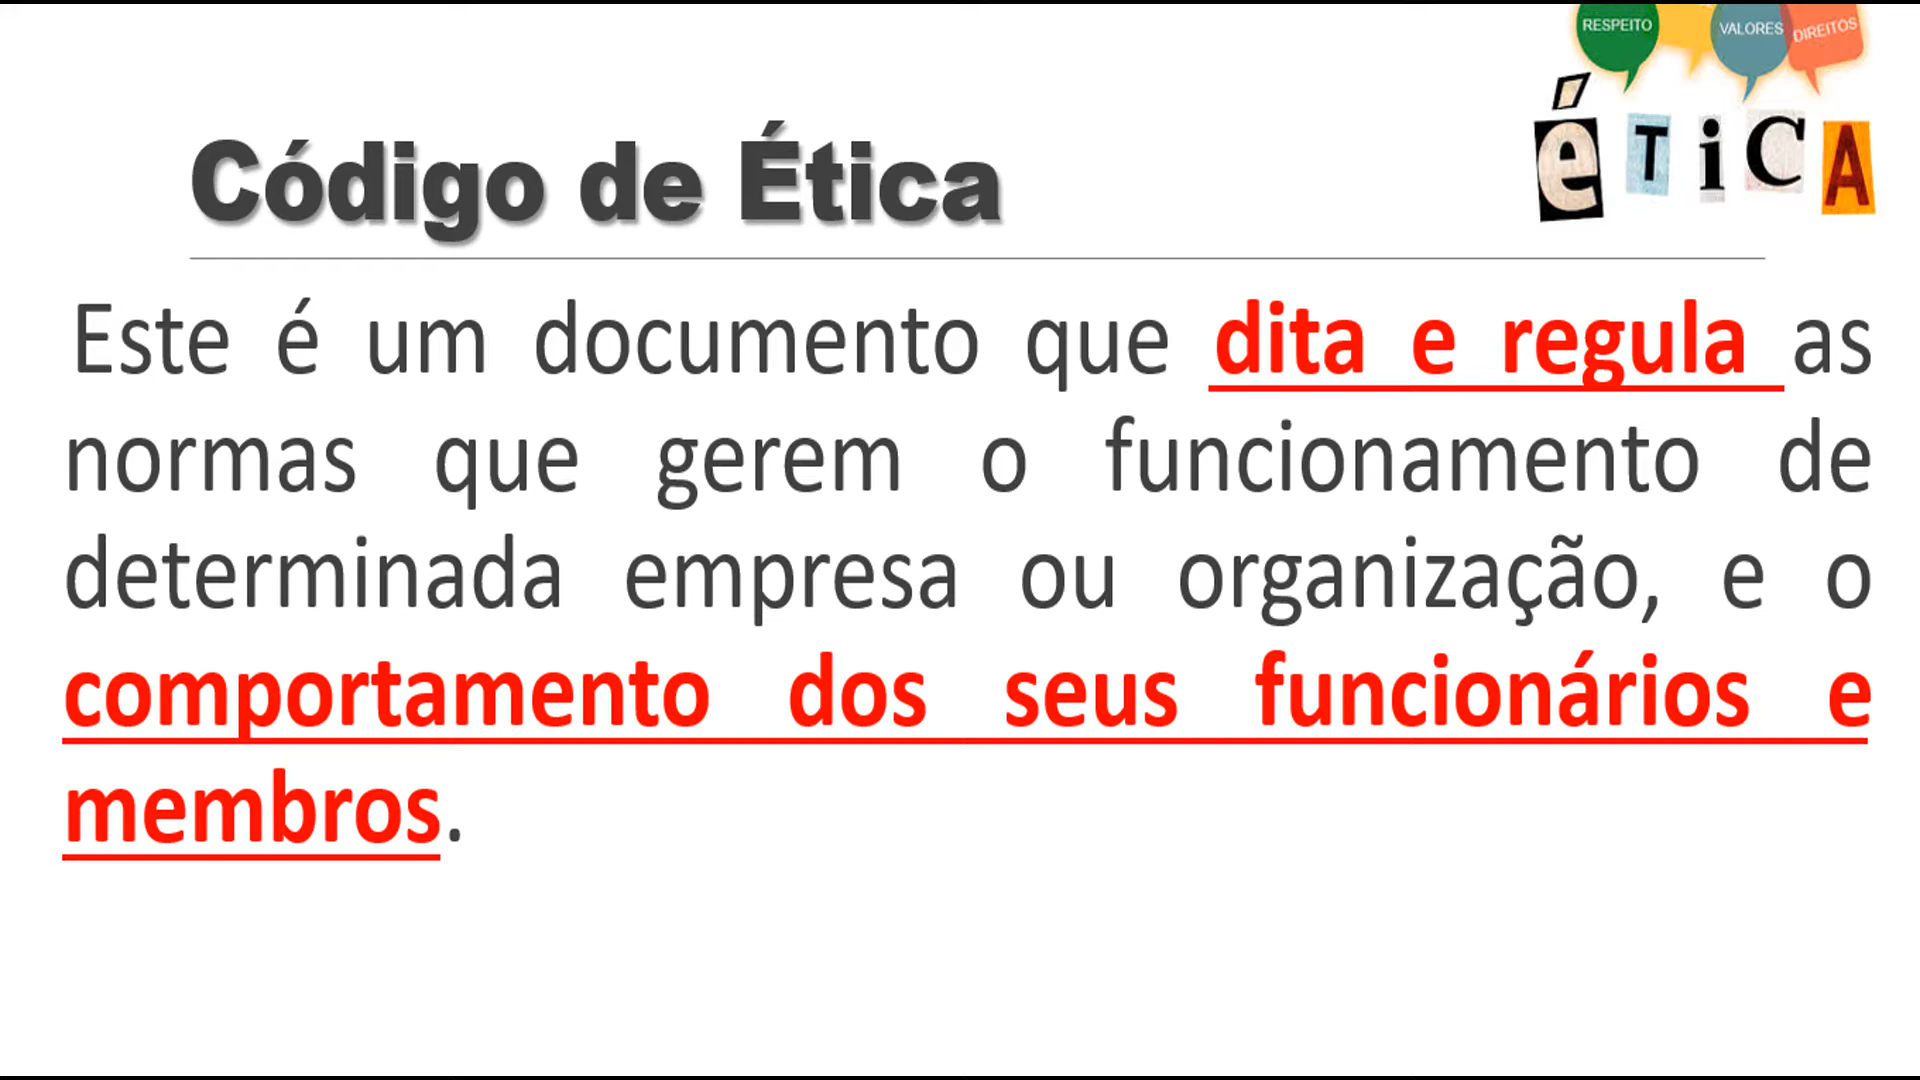 RESPEITO
VALORES
DIREITOS
éTiCA
Código de Ética
Este é um documento que dita e regula as
normas que gerem o funcionamento de
determinada empresa ou organização, e o
comportamento dos seus funcionários e
membros.